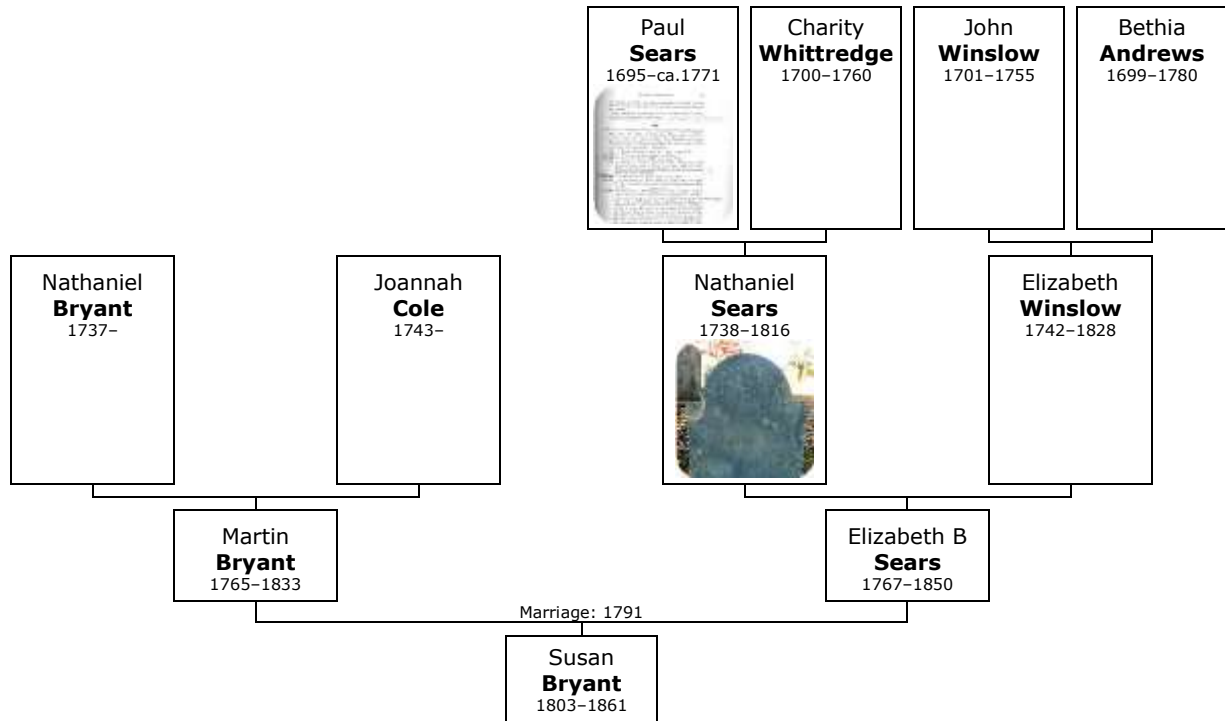 Paul
Sears
1695–ca.1771
Charity
Whittredge
1700–1760
John
Winslow
1701–1755
Bethia
Andrews
1699–1780
Nathaniel
Bryant
1737–
Joannah
Cole
1743–
Nathaniel
Sears
1738–1816
Elizabeth
Winslow
1742–1828
Martin
Bryant
1765–1833
Elizabeth B
Sears
1767–1850
Marriage: 1791
Susan
Bryant
1803–1861